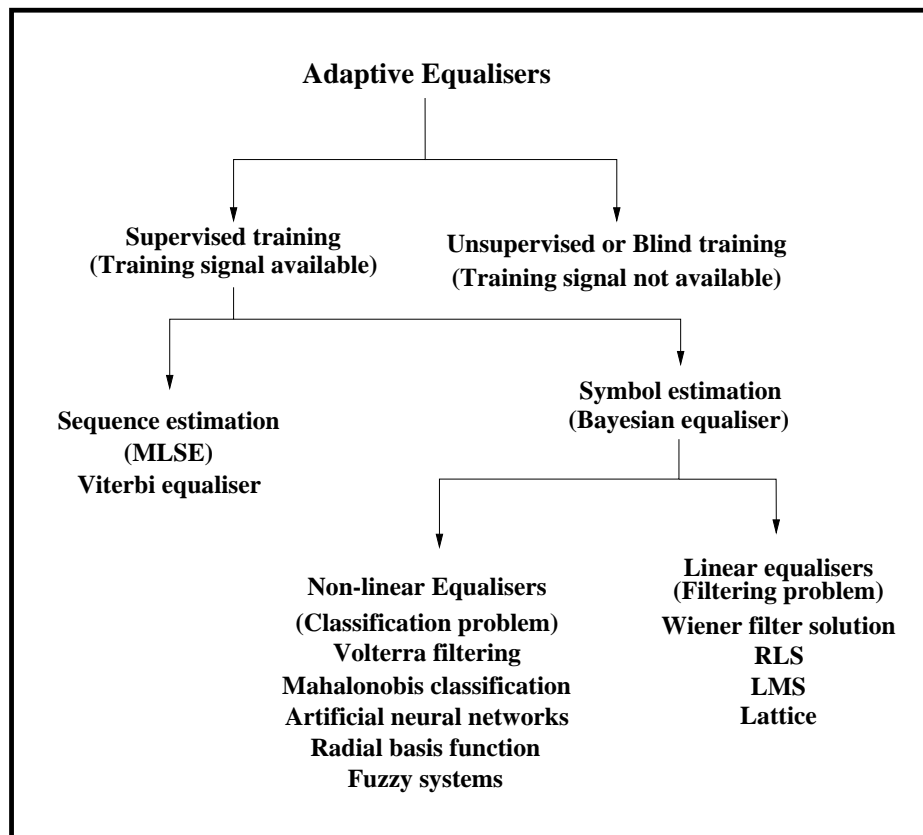 Adaptive Equalisers
Supervised training
(Training signal available)
Unsupervised or Blind training
(Training signal not available)
Sequence estimation
(MLSE)
Viterbi equaliser
Symbol estimation
(Bayesian equaliser)
Non-linear Equalisers
(Classification problem)
Volterra filtering
Mahalonobis classification
Artificial neural networks
Radial basis function
Fuzzy systems
Linear equalisers
(Filtering problem)
Wiener filter solution
RLS
LMS
Lattice